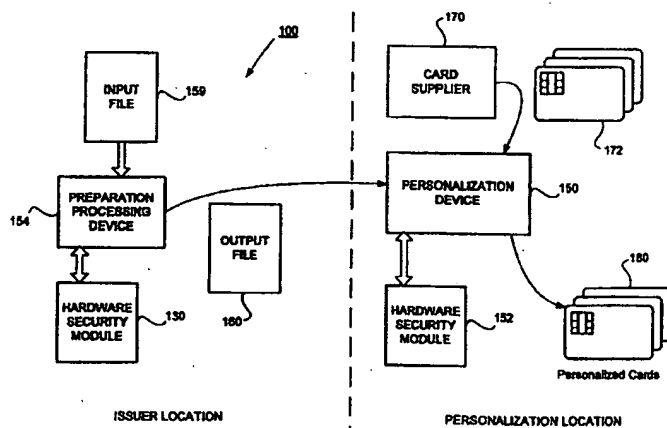 100
INPUT
FILE
159
PREPARATION
PROCESSING
DEVICE
154
OUTPUT
FILE
160
HARDWARE
SECURITY
MODULE
130
ISSUER LOCATION
170
CARD
SUPPLIER
172
PERSONALIZATION
DEVICE
150
HARDWARE
SECURITY
MODULE
152
180
Personalized Cards
PERSONALIZATION LOCATION